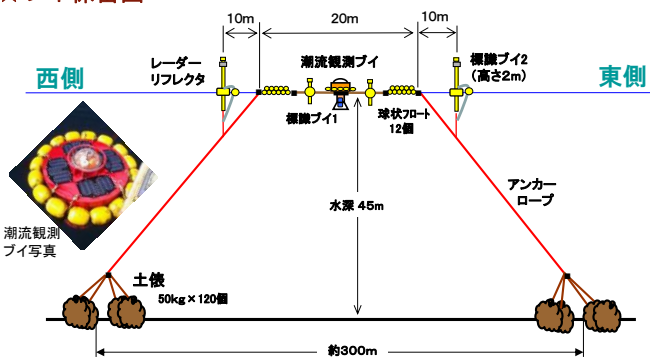 10m
20m
10m
レーダー
リフレクタ
潮流観測ブイ
標識ブイ2
(高さ2m)
西側
東側
標識ブイ1
球状フロート
12個
アンカー
ロープ
水深 45m
潮流観測
ブイ写真
土俵
50kg×120個
約300m